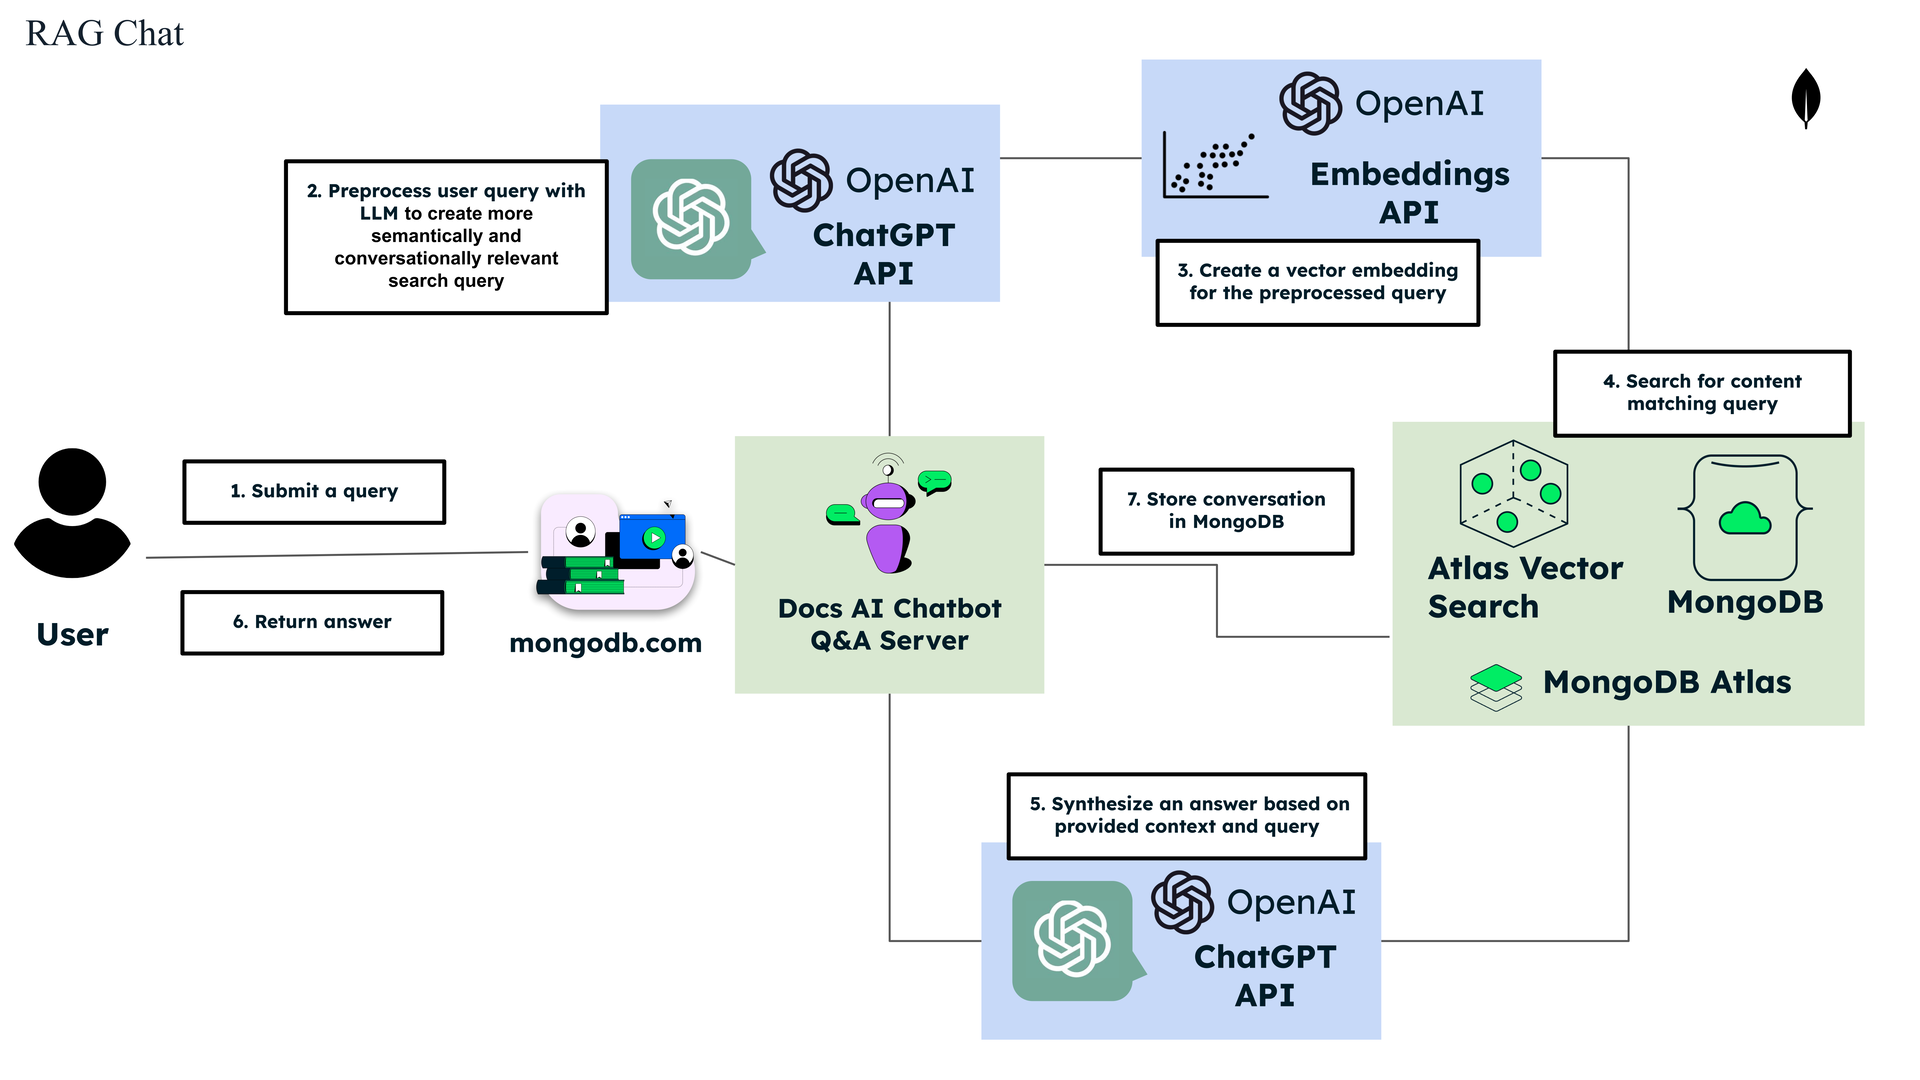 RAG Chat
OpenAI
Embeddings
API
OpenAI
ChatGPT
API
2. Preprocess user query with
LLM to create more
semantically and
conversationally relevant
search query
3. Create a vector embedding
for the preprocessed query
4. Search for content
matching query
1. Submit a query
6. Return answer
User
mongodb.com
Docs AI Chatbot
Q&A Server
7. Store conversation
in MongoDB
Atlas Vector
Search
MongoDB
MongoDB Atlas
5. Synthesize an answer based on
provided context and query
OpenAI
ChatGPT
API